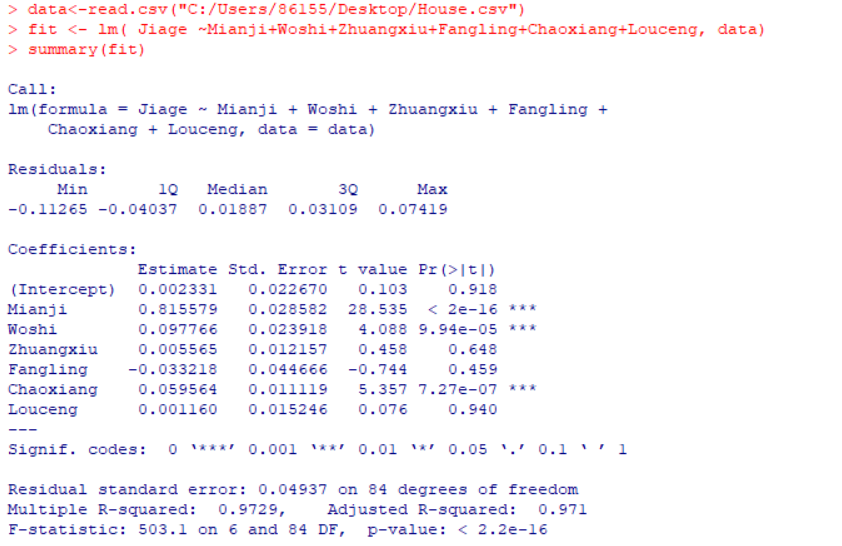 > data<-read.csv("C:/Users/86155/Desktop/House.csv")
> fit <- lm( Jiage ~Mianji+Woshi+Zhuangxiu+Fangling+Chaoxiang+Louceng, data)
> summary(fit)
Call:
lm(formula = Jiage ~ Mianji + Woshi + Zhuangxiu + Fangling +
    Chaoxiang + Louceng, data = data)
Residuals:
     Min       1Q   Median       3Q      Max
-0.11265 -0.04037  0.01887  0.03109  0.07419
Coefficients:
             Estimate Std. Error t value Pr(>|t|)
(Intercept)  0.002331   0.022670   0.103    0.918
Mianji       0.815579   0.028582  28.535  < 2e-16 ***
Woshi        0.097766   0.023918   4.088 9.94e-05 ***
Zhuangxiu    0.005565   0.012157   0.458    0.648
Fangling    -0.033218   0.044666  -0.744    0.459
Chaoxiang    0.059564   0.011119   5.357 7.27e-07 ***
Louceng      0.001160   0.015246   0.076    0.940
---
Signif. codes:  0 ‘***’ 0.001 ‘**’ 0.01 ‘*’ 0.05 ‘.’ 0.1 ‘ ’ 1
Residual standard error: 0.04937 on 84 degrees of freedom
Multiple R-squared:  0.9729,    Adjusted R-squared:  0.971
F-statistic: 503.1 on 6 and 84 DF,  p-value: < 2.2e-16